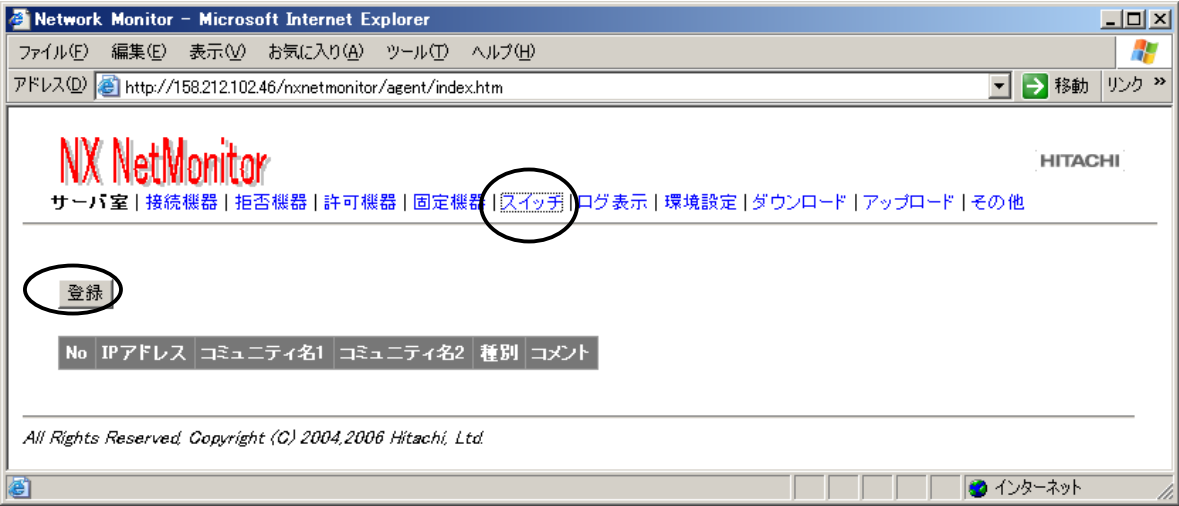 Network Monitor - Microsoft Internet Explorer
ファイル(F) 編集(E) 表示(V) お気に入り(A) ツール(T) ヘルプ(H)
アドレス(D) http://158.212.102.46/nxnetmonitor/agent/index.htm 移動 リンク »
NX NetMonitor
HITACHI
サーバ室 | 接続機器 | 拒否機器 | 許可機器 | 固定機器 | スイッチ | ログ表示 | 環境設定 | ダウンロード | アップロード | その他
登録
No IPアドレス コミュニティ名1 コミュニティ名2 種別 コメント
All Rights Reserved, Copyright (C) 2004,2006 Hitachi, Ltd.
インターネット